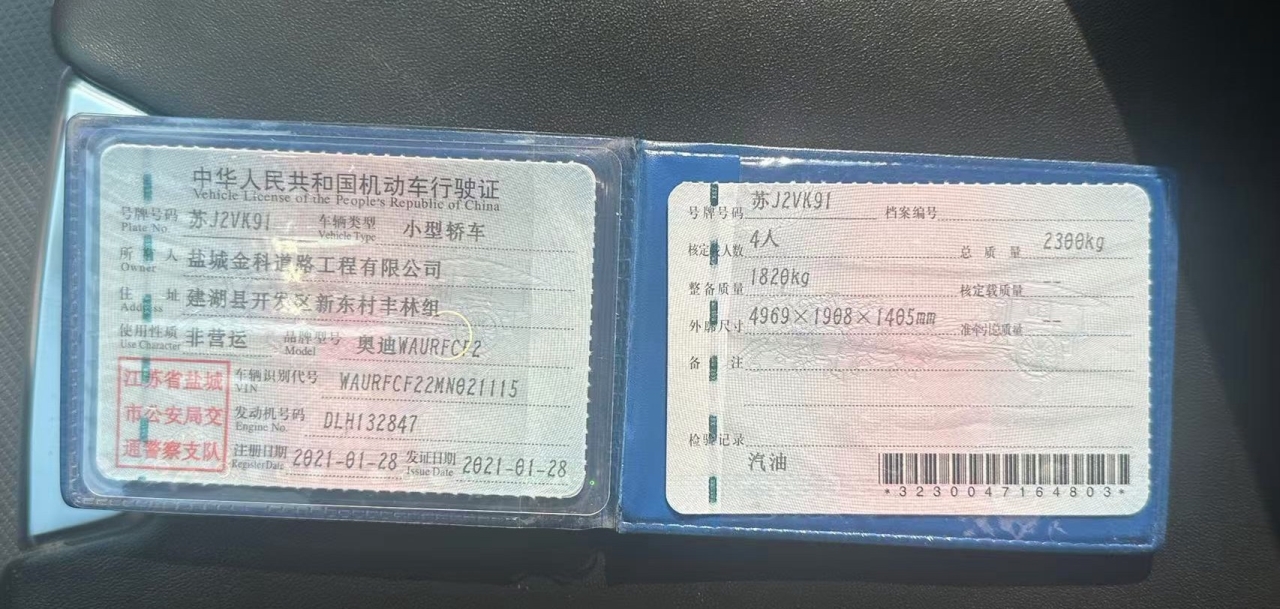 中华人民共和国机动车行驶证
Vehicle License of the People's Republic of China
号牌号码 苏J2VK91 车辆类型 小型轿车
Plate No. Vehicle Type
所有人 盐城金科道路工程有限公司
Owner
住 址 建湖县开发区新东村丰林组
Address
使用性质 非营运 品牌型号 奥迪WAURFCF2
Use Character Model
江苏省盐城
市公安局交
通警察支队
车辆识别代号 WAURFCF22MN021115
VIN
发动机号码 DLH132847
Engine No.
注册日期 2021-01-28 发证日期 2021-01-28
Register Date Issue Date
号牌号码 苏J2VK91 档案编号
核定载人数 4人 总 质 量 2300kg
整备质量 1820kg 核定载质量 --
外廓尺寸 4969×1908×1405mm 准牵引总质量 --
备 注
检验记录
汽油
*3230047164803*